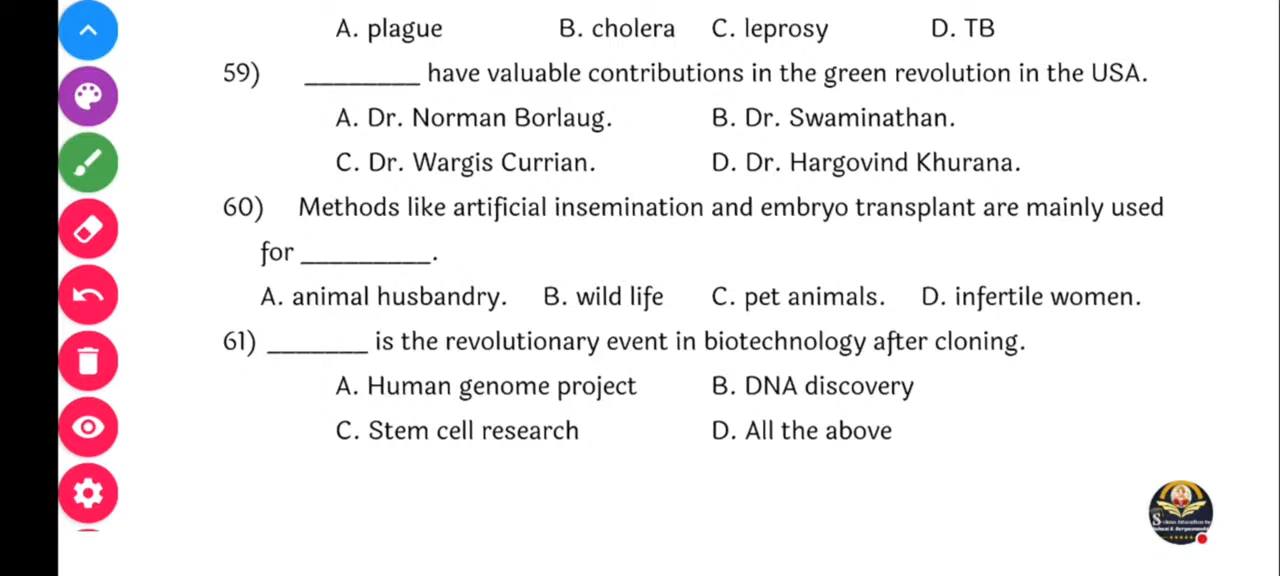 A. plague B. cholera C. leprosy D. TB
59) ________ have valuable contributions in the green revolution in the USA.
A. Dr. Norman Borlaug. B. Dr. Swaminathan.
C. Dr. Wargis Currian. D. Dr. Hargovind Khurana.
60) Methods like artificial insemination and embryo transplant are mainly used
for _________.
A. animal husbandry. B. wild life C. pet animals. D. infertile women.
61) _______ is the revolutionary event in biotechnology after cloning.
A. Human genome project B. DNA discovery
C. Stem cell research D. All the above